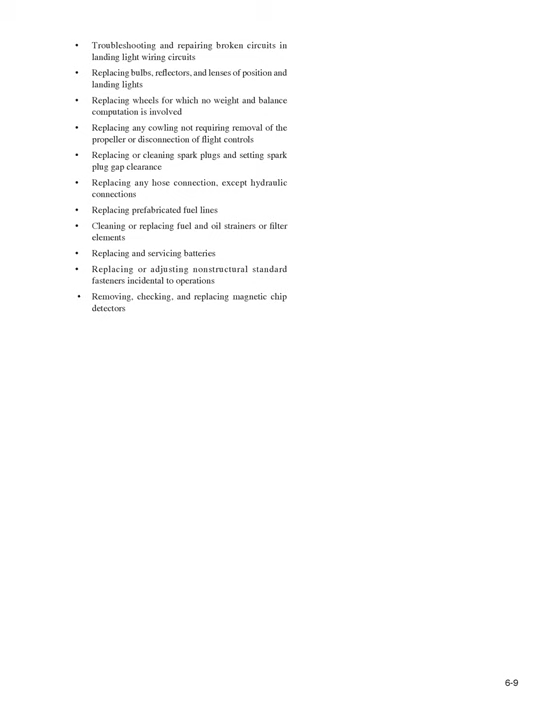 • Troubleshooting and repairing broken circuits in
landing light wiring circuits
• Replacing bulbs, reflectors, and lenses of position and
landing lights
• Replacing wheels for which no weight and balance
computation is involved
• Replacing any cowling not requiring removal of the
propeller or disconnection of flight controls
• Replacing or cleaning spark plugs and setting spark
plug gap clearance
• Replacing any hose connection, except hydraulic
connections
• Replacing prefabricated fuel lines
• Cleaning or replacing fuel and oil strainers or filter
elements
• Replacing and servicing batteries
• Replacing or adjusting nonstructural standard
fasteners incidental to operations
• Removing, checking, and replacing magnetic chip
detectors
6-9